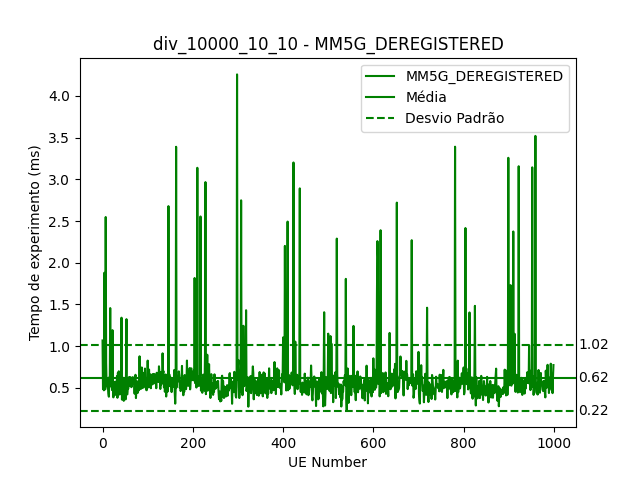 div_10000_10_10 - MM5G_DEREGISTERED
MM5G_DEREGISTERED
Média
Desvio Padrão
Tempo de experimento (ms)
4.0
3.5
3.0
2.5
2.0
1.5
1.0
0.5
1.02
0.62
0.22
0
200
400
600
800
1000
UE Number